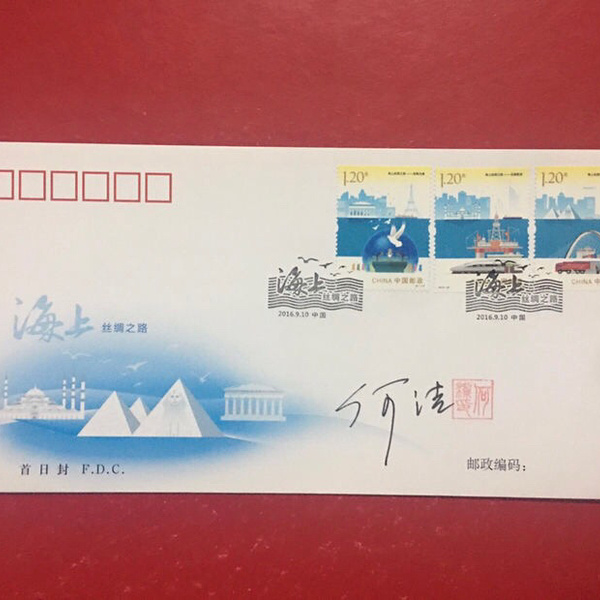 1.20元
1.20元
1.20元
CHINA 中国邮政
海上
丝绸之路
2016.9.10 中国
海上
丝绸之路
2016.9.10 中国
海上 丝绸之路
何洁
首日封 F.D.C.
邮政编码: